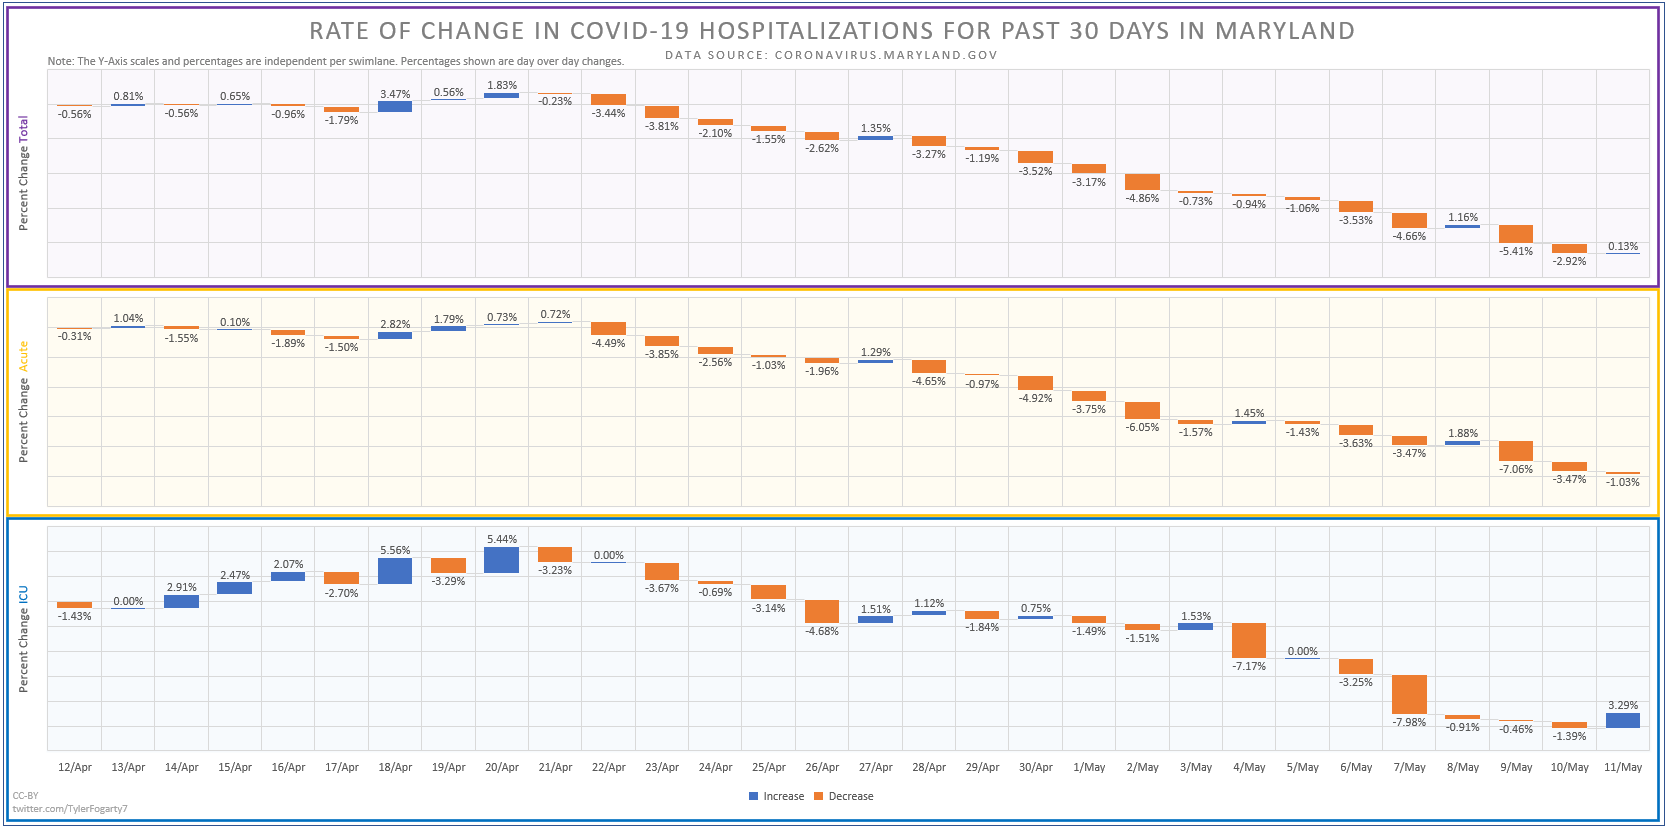 RATE OF CHANGE IN COVID-19 HOSPITALIZATIONS FOR PAST 30 DAYS IN MARYLAND
DATA SOURCE: CORONAVIRUS.MARYLAND.GOV
Note: The Y-Axis scales and percentages are independent per swimlane. Percentages shown are day over day changes.
Percent Change Total
-0.56% 0.81% -0.56% 0.65% -0.96% -1.79% 3.47% 0.56% 1.83% -0.23% -3.44% -3.81% -2.10% -1.55% -2.62% 1.35% -3.27% -1.19% -3.52% -3.17% -4.86% -0.73% -0.94% -1.06% -3.53% -4.66% 1.16% -5.41% -2.92% 0.13%
Percent Change Acute
-0.31% 1.04% -1.55% 0.10% -1.89% -1.50% 2.82% 1.79% 0.73% 0.72% -4.49% -3.85% -2.56% -1.03% -1.96% 1.29% -4.65% -0.97% -4.92% -3.75% -6.05% -1.57% 1.45% -1.43% -3.63% -3.47% 1.88% -7.06% -3.47% -1.03%
Percent Change ICU
-1.43% 0.00% 2.91% 2.47% 2.07% -2.70% 5.56% -3.29% 5.44% -3.23% 0.00% -3.67% -0.69% -3.14% -4.68% 1.51% 1.12% -1.84% 0.75% -1.49% -1.51% 1.53% -7.17% 0.00% -3.25% -7.98% -0.91% -0.46% -1.39% 3.29%
12/Apr 13/Apr 14/Apr 15/Apr 16/Apr 17/Apr 18/Apr 19/Apr 20/Apr 21/Apr 22/Apr 23/Apr 24/Apr 25/Apr 26/Apr 27/Apr 28/Apr 29/Apr 30/Apr 1/May 2/May 3/May 4/May 5/May 6/May 7/May 8/May 9/May 10/May 11/May
Increase Decrease
CC-BY
twitter.com/TylerFogarty7